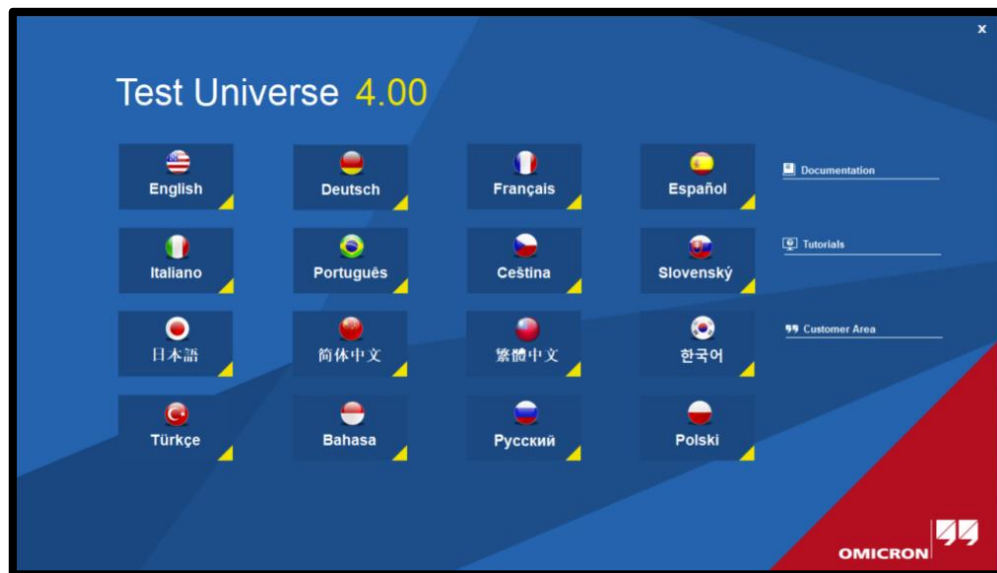 x
Test Universe 4.00
English
Deutsch
Français
Español
Documentation
Italiano
Português
Ceština
Slovenský
Tutorials
日本語
简体中文
繁體中文
한국어
Customer Area
Türkçe
Bahasa
Русский
Polski
OMICRON